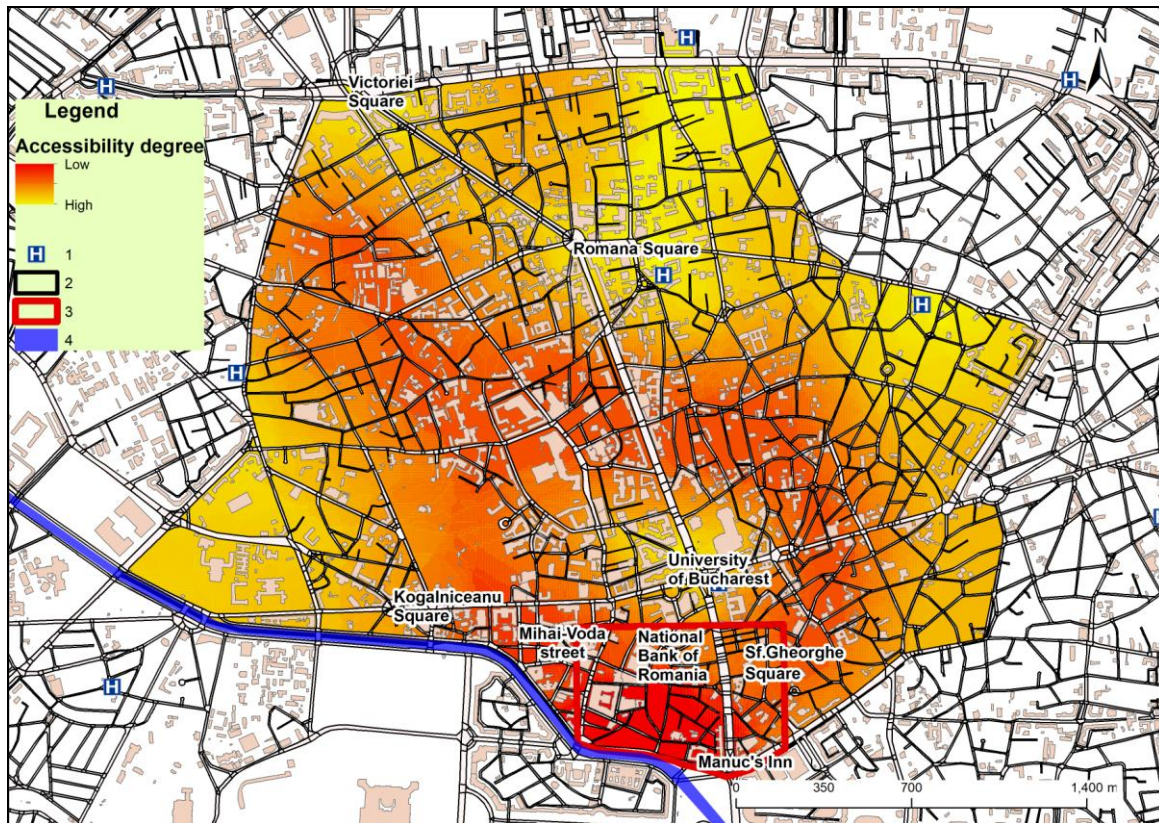 N
H
H
H
Victoriei
Square
Legend
Accessibility degree
Low
High
H 1
2
3
4
Romana Square
H
H
H
H
University
of Bucharest
Kogalniceanu
Square
Mihai-Voda
street
National
Bank of
Romania
Sf.Gheorghe
Square
H
Manuc's Inn
0 350 700 1,400 m